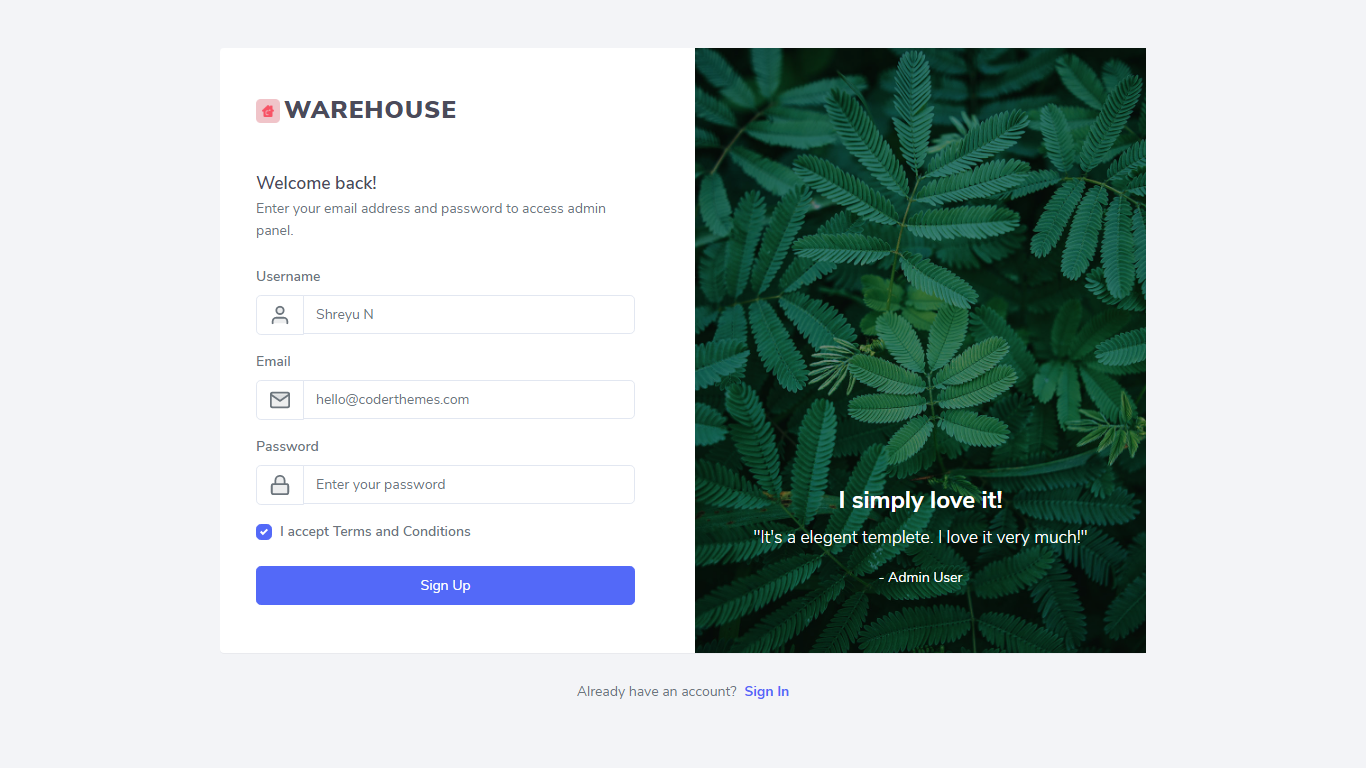 WAREHOUSE
Welcome back!
Enter your email address and password to access admin
panel.
Username
Shreyu N
Email
hello@coderthemes.com
Password
Enter your password
I accept Terms and Conditions
Sign Up
I simply love it!
"It's a elegent templete. I love it very much!"
- Admin User
Already have an account? Sign In